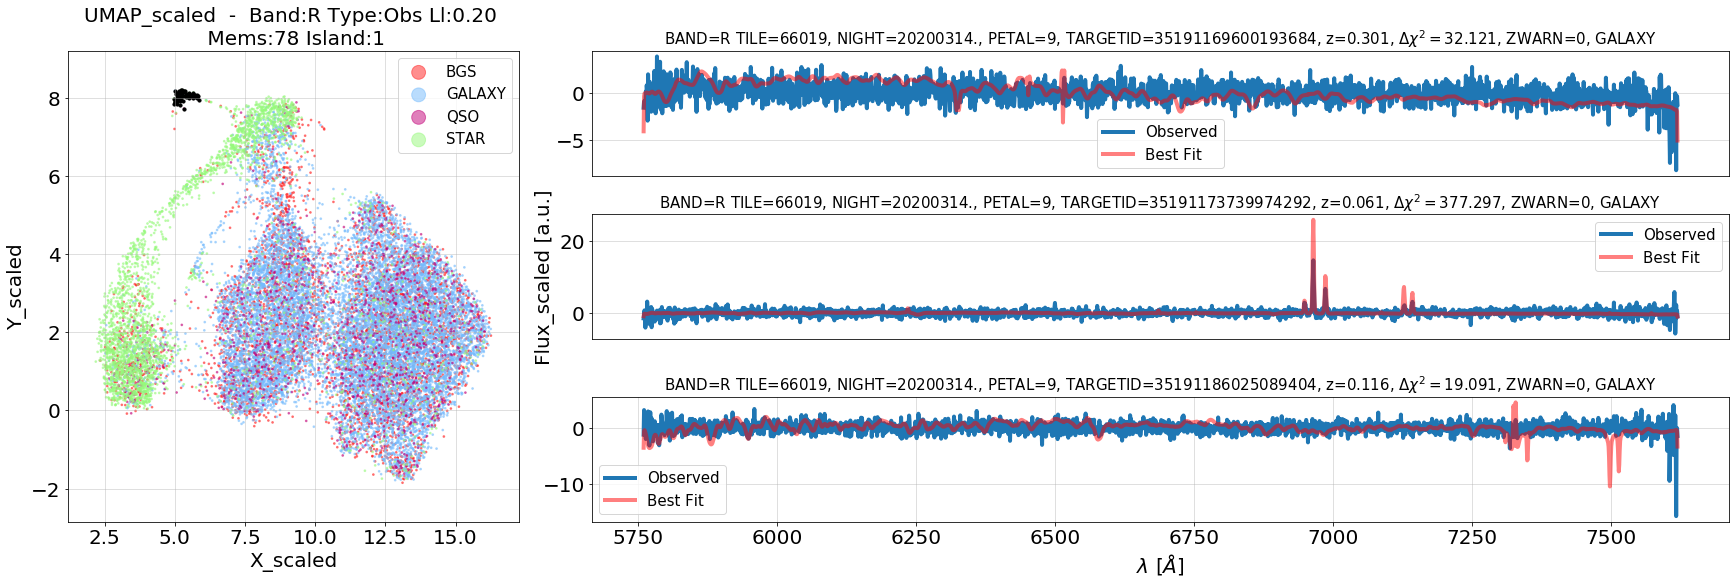 UMAP_scaled  -  Band:R Type:Obs Ll:0.20
Mems:78 Island:1
BGS
GALAXY
QSO
STAR
8
6
4
2
0
−2
Y_scaled
2.5 5.0 7.5 10.0 12.5 15.0
X_scaled
BAND=R TILE=66019, NIGHT=20200314., PETAL=9, TARGETID=35191169600193684, z=0.301, Δχ² = 32.121, ZWARN=0, GALAXY
0
−5
Observed
Best Fit
Flux_scaled [a.u.]
BAND=R TILE=66019, NIGHT=20200314., PETAL=9, TARGETID=35191173739974292, z=0.061, Δχ² = 377.297, ZWARN=0, GALAXY
20
0
Observed
Best Fit
BAND=R TILE=66019, NIGHT=20200314., PETAL=9, TARGETID=35191186025089404, z=0.116, Δχ² = 19.091, ZWARN=0, GALAXY
0
−10
Observed
Best Fit
5750 6000 6250 6500 6750 7000 7250 7500
λ [Å]